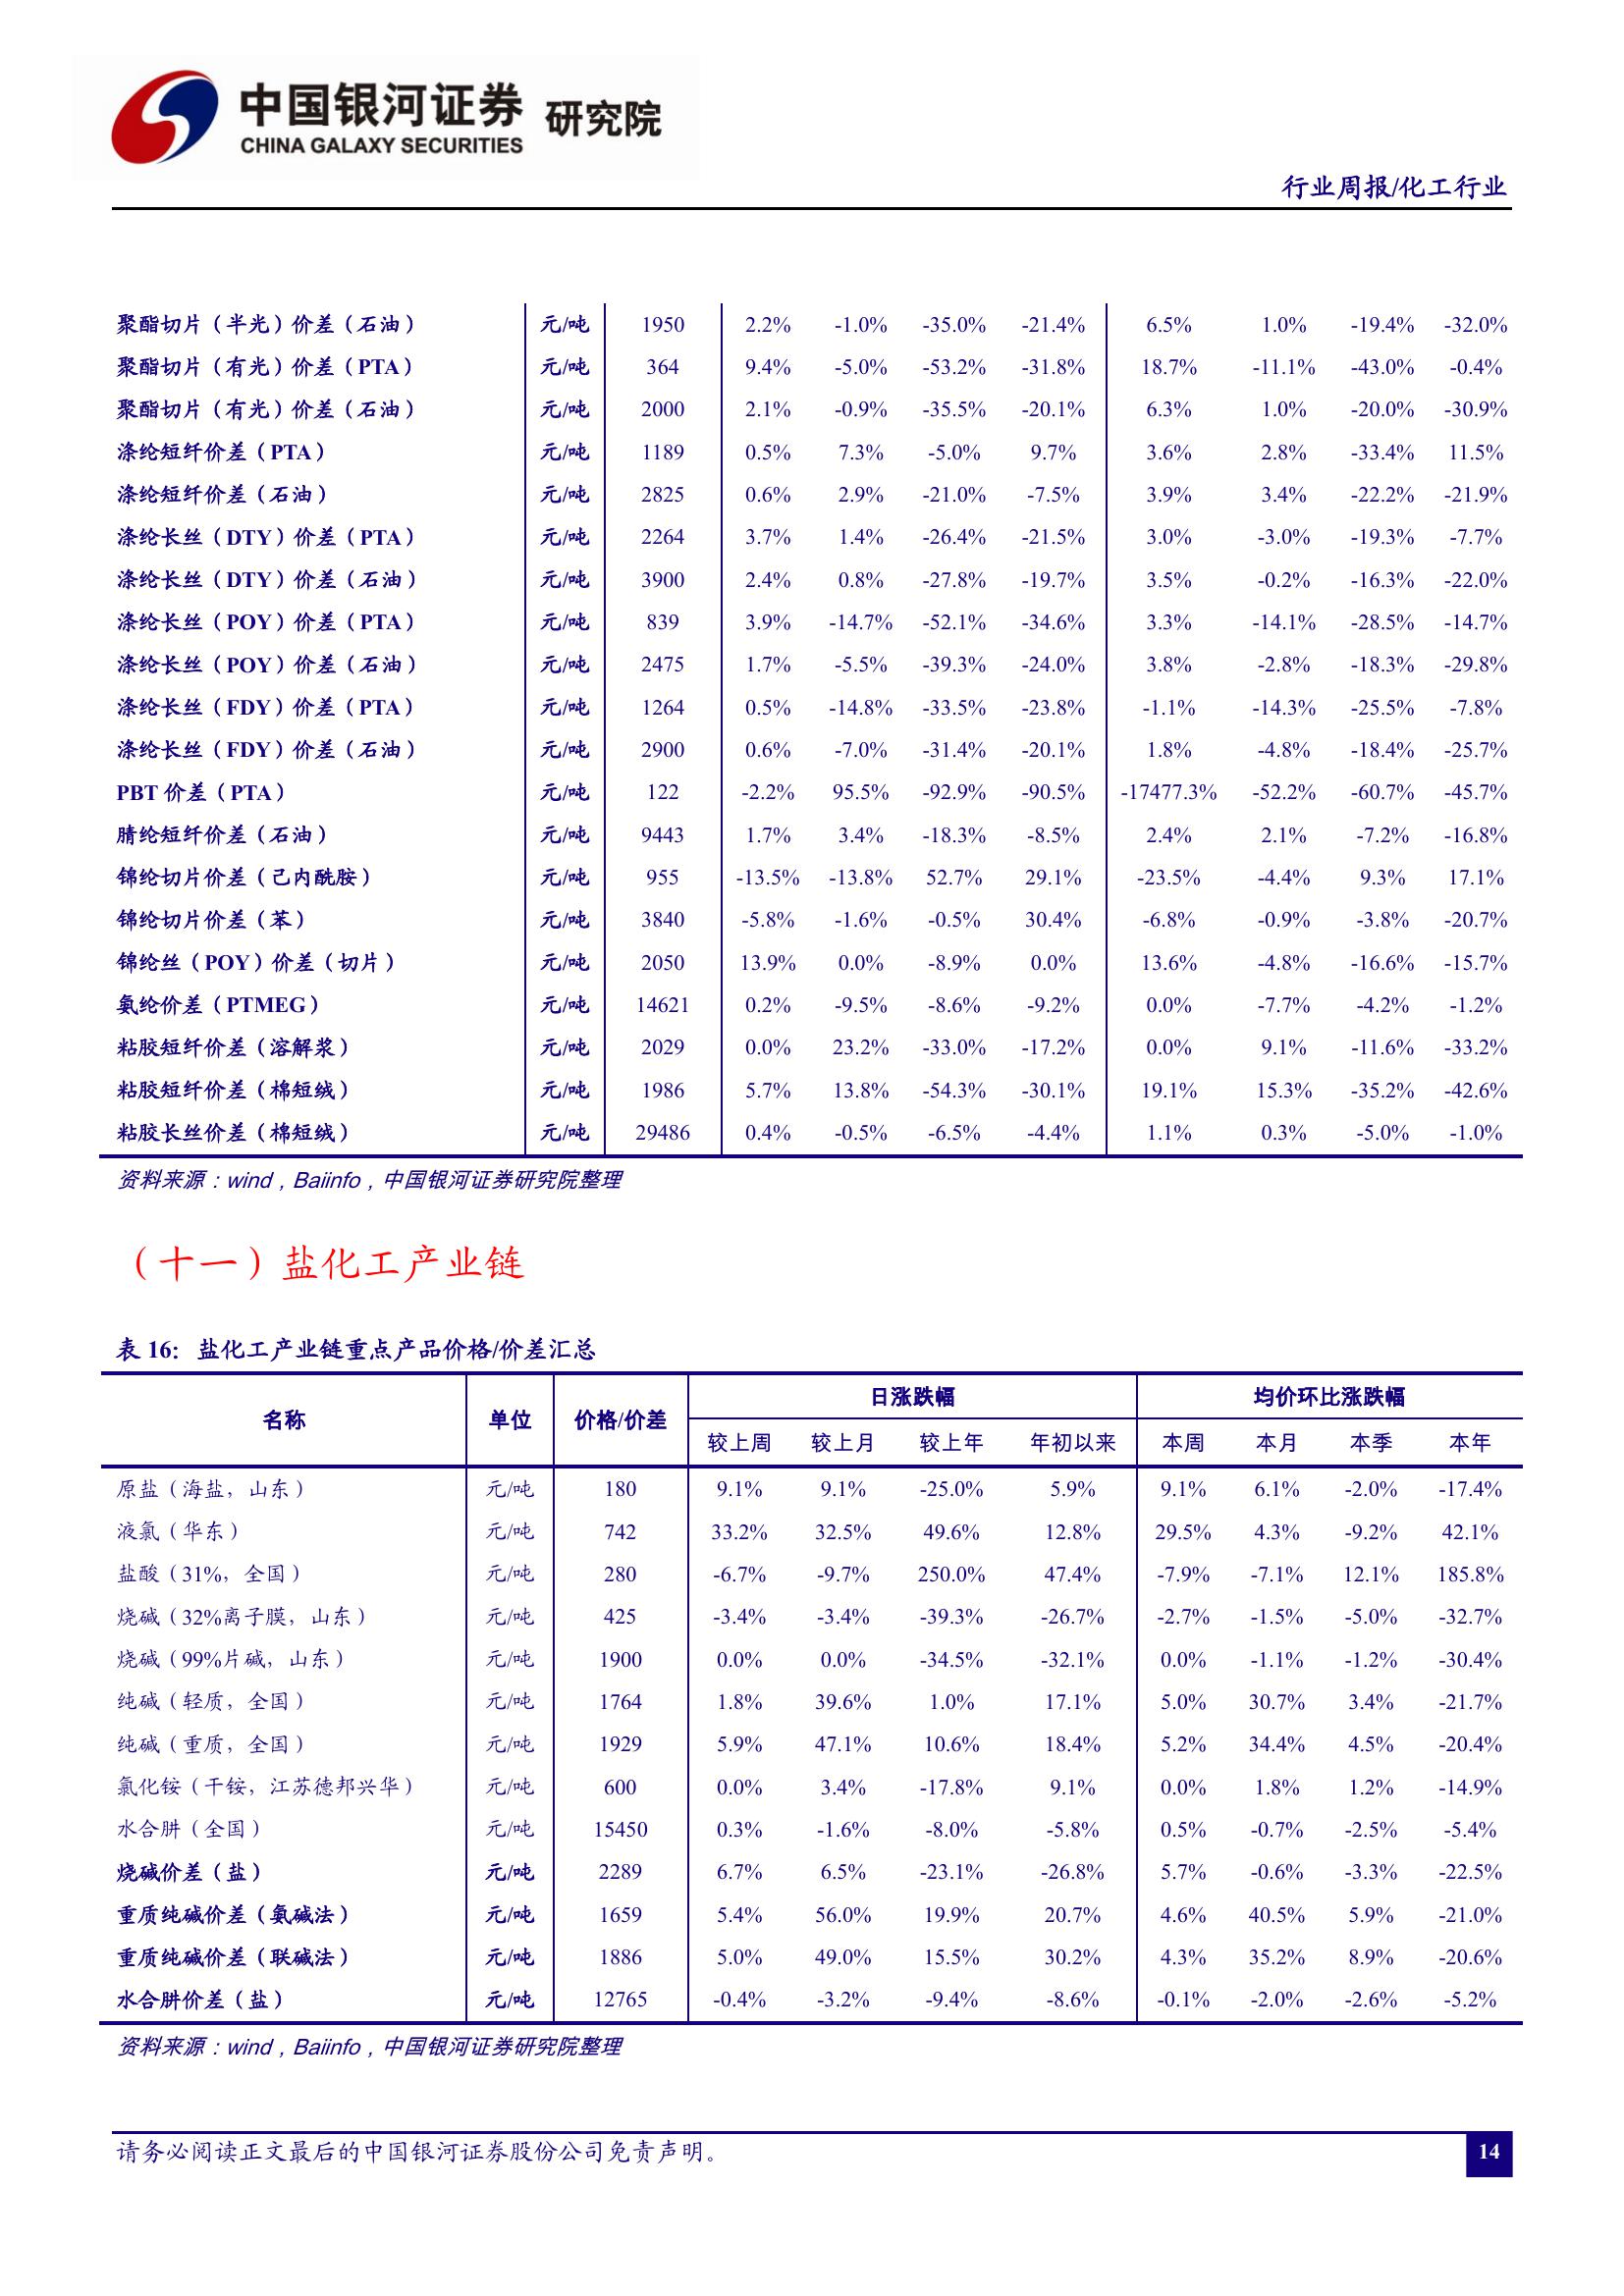 中国银河证券 研究院
CHINA GALAXY SECURITIES
行业周报/化工行业
聚酯切片（半光）价差（石油） 元/吨 1950 2.2% -1.0% -35.0% -21.4% 6.5% 1.0% -19.4% -32.0%
聚酯切片（有光）价差（PTA） 元/吨 364 9.4% -5.0% -53.2% -31.8% 18.7% -11.1% -43.0% -0.4%
聚酯切片（有光）价差（石油） 元/吨 2000 2.1% -0.9% -35.5% -20.1% 6.3% 1.0% -20.0% -30.9%
涤纶短纤价差（PTA） 元/吨 1189 0.5% 7.3% -5.0% 9.7% 3.6% 2.8% -33.4% 11.5%
涤纶短纤价差（石油） 元/吨 2825 0.6% 2.9% -21.0% -7.5% 3.9% 3.4% -22.2% -21.9%
涤纶长丝（DTY）价差（PTA） 元/吨 2264 3.7% 1.4% -26.4% -21.5% 3.0% -3.0% -19.3% -7.7%
涤纶长丝（DTY）价差（石油） 元/吨 3900 2.4% 0.8% -27.8% -19.7% 3.5% -0.2% -16.3% -22.0%
涤纶长丝（POY）价差（PTA） 元/吨 839 3.9% -14.7% -52.1% -34.6% 3.3% -14.1% -28.5% -14.7%
涤纶长丝（POY）价差（石油） 元/吨 2475 1.7% -5.5% -39.3% -24.0% 3.8% -2.8% -18.3% -29.8%
涤纶长丝（FDY）价差（PTA） 元/吨 1264 0.5% -14.8% -33.5% -23.8% -1.1% -14.3% -25.5% -7.8%
涤纶长丝（FDY）价差（石油） 元/吨 2900 0.6% -7.0% -31.4% -20.1% 1.8% -4.8% -18.4% -25.7%
PBT 价差（PTA） 元/吨 122 -2.2% 95.5% -92.9% -90.5% -17477.3% -52.2% -60.7% -45.7%
腈纶短纤价差（石油） 元/吨 9443 1.7% 3.4% -18.3% -8.5% 2.4% 2.1% -7.2% -16.8%
锦纶切片价差（己内酰胺） 元/吨 955 -13.5% -13.8% 52.7% 29.1% -23.5% -4.4% 9.3% 17.1%
锦纶切片价差（苯） 元/吨 3840 -5.8% -1.6% -0.5% 30.4% -6.8% -0.9% -3.8% -20.7%
锦纶丝（POY）价差（切片） 元/吨 2050 13.9% 0.0% -8.9% 0.0% 13.6% -4.8% -16.6% -15.7%
氨纶价差（PTMEG） 元/吨 14621 0.2% -9.5% -8.6% -9.2% 0.0% -7.7% -4.2% -1.2%
粘胶短纤价差（溶解浆） 元/吨 2029 0.0% 23.2% -33.0% -17.2% 0.0% 9.1% -11.6% -33.2%
粘胶短纤价差（棉短绒） 元/吨 1986 5.7% 13.8% -54.3% -30.1% 19.1% 15.3% -35.2% -42.6%
粘胶长丝价差（棉短绒） 元/吨 29486 0.4% -0.5% -6.5% -4.4% 1.1% 0.3% -5.0% -1.0%
资料来源：wind，Baiinfo，中国银河证券研究院整理
（十一）盐化工产业链
表 16： 盐化工产业链重点产品价格/价差汇总
名称 单位 价格/价差 日涨跌幅 均价环比涨跌幅
较上周 较上月 较上年 年初以来 本周 本月 本季 本年
原盐（海盐，山东） 元/吨 180 9.1% 9.1% -25.0% 5.9% 9.1% 6.1% -2.0% -17.4%
液氯（华东） 元/吨 742 33.2% 32.5% 49.6% 12.8% 29.5% 4.3% -9.2% 42.1%
盐酸（31%，全国） 元/吨 280 -6.7% -9.7% 250.0% 47.4% -7.9% -7.1% 12.1% 185.8%
烧碱（32%离子膜，山东） 元/吨 425 -3.4% -3.4% -39.3% -26.7% -2.7% -1.5% -5.0% -32.7%
烧碱（99%片碱，山东） 元/吨 1900 0.0% 0.0% -34.5% -32.1% 0.0% -1.1% -1.2% -30.4%
纯碱（轻质，全国） 元/吨 1764 1.8% 39.6% 1.0% 17.1% 5.0% 30.7% 3.4% -21.7%
纯碱（重质，全国） 元/吨 1929 5.9% 47.1% 10.6% 18.4% 5.2% 34.4% 4.5% -20.4%
氯化铵（干铵，江苏德邦兴华） 元/吨 600 0.0% 3.4% -17.8% 9.1% 0.0% 1.8% 1.2% -14.9%
水合肼（全国） 元/吨 15450 0.3% -1.6% -8.0% -5.8% 0.5% -0.7% -2.5% -5.4%
烧碱价差（盐） 元/吨 2289 6.7% 6.5% -23.1% -26.8% 5.7% -0.6% -3.3% -22.5%
重质纯碱价差（氨碱法） 元/吨 1659 5.4% 56.0% 19.9% 20.7% 4.6% 40.5% 5.9% -21.0%
重质纯碱价差（联碱法） 元/吨 1886 5.0% 49.0% 15.5% 30.2% 4.3% 35.2% 8.9% -20.6%
水合肼价差（盐） 元/吨 12765 -0.4% -3.2% -9.4% -8.6% -0.1% -2.0% -2.6% -5.2%
资料来源：wind，Baiinfo，中国银河证券研究院整理
请务必阅读正文最后的中国银河证券股份公司免责声明。
14